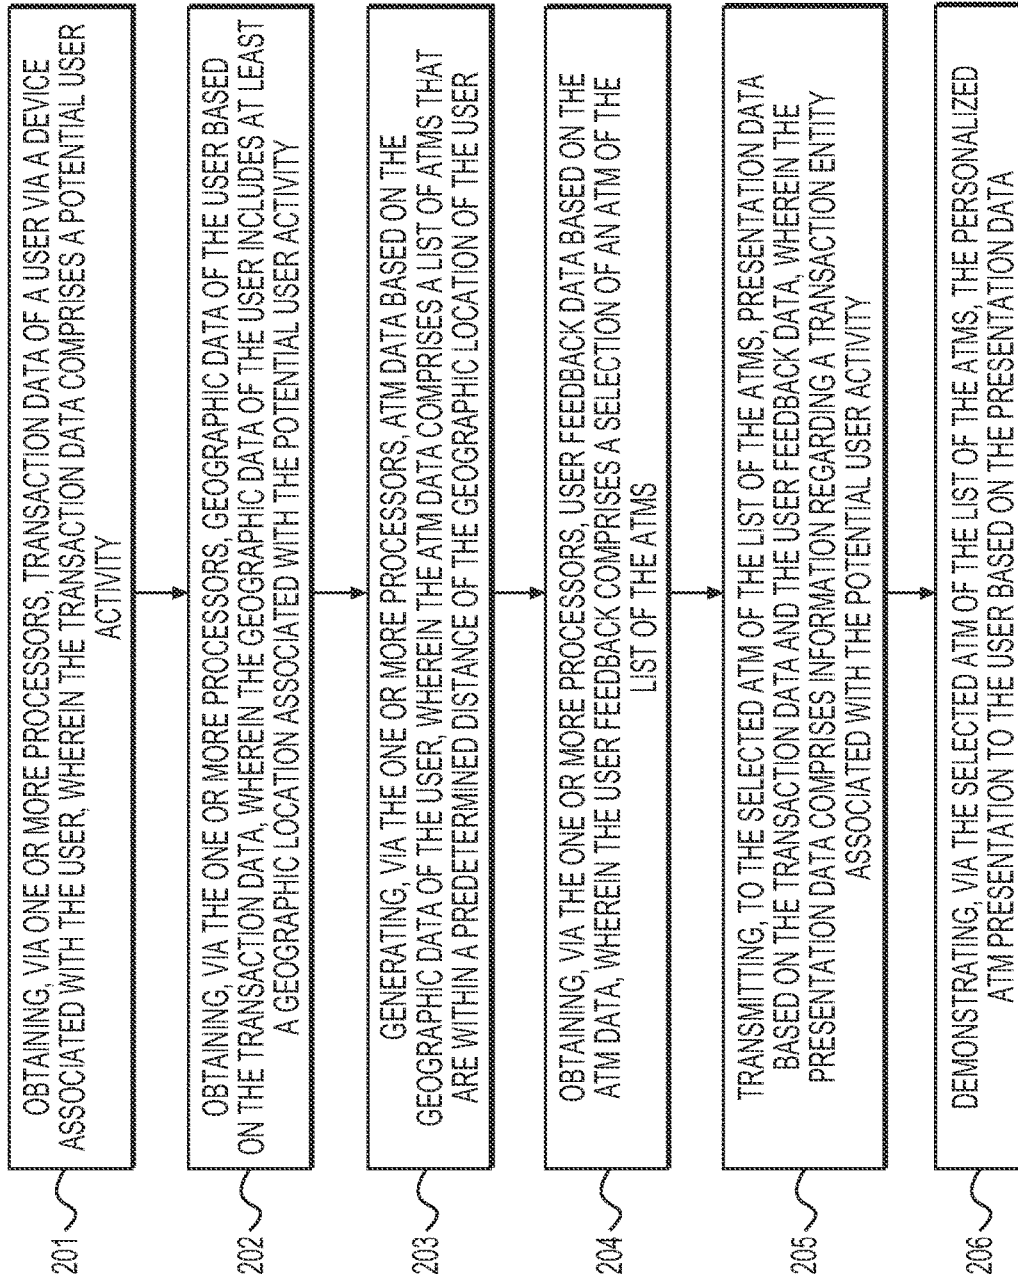 201
OBTAINING, VIA ONE OR MORE PROCESSORS, TRANSACTION DATA OF A USER VIA A DEVICE
ASSOCIATED WITH THE USER, WHEREIN THE TRANSACTION DATA COMPRISES A POTENTIAL USER
ACTIVITY
202
OBTAINING, VIA THE ONE OR MORE PROCESSORS, GEOGRAPHIC DATA OF THE USER BASED
ON THE TRANSACTION DATA, WHEREIN THE GEOGRAPHIC DATA OF THE USER INCLUDES AT LEAST
A GEOGRAPHIC LOCATION ASSOCIATED WITH THE POTENTIAL USER ACTIVITY
203
GENERATING, VIA THE ONE OR MORE PROCESSORS, ATM DATA BASED ON THE
GEOGRAPHIC DATA OF THE USER, WHEREIN THE ATM DATA COMPRISES A LIST OF ATMS THAT
ARE WITHIN A PREDETERMINED DISTANCE OF THE GEOGRAPHIC LOCATION OF THE USER
204
OBTAINING, VIA THE ONE OR MORE PROCESSORS, USER FEEDBACK DATA BASED ON THE
ATM DATA, WHEREIN THE USER FEEDBACK COMPRISES A SELECTION OF AN ATM OF THE
LIST OF THE ATMS
205
TRANSMITTING, TO THE SELECTED ATM OF THE LIST OF THE ATMS, PRESENTATION DATA
BASED ON THE TRANSACTION DATA AND THE USER FEEDBACK DATA, WHEREIN THE
PRESENTATION DATA COMPRISES INFORMATION REGARDING A TRANSACTION ENTITY
ASSOCIATED WITH THE POTENTIAL USER ACTIVITY
206
DEMONSTRATING, VIA THE SELECTED ATM OF THE LIST OF THE ATMS, THE PERSONALIZED
ATM PRESENTATION TO THE USER BASED ON THE PRESENTATION DATA